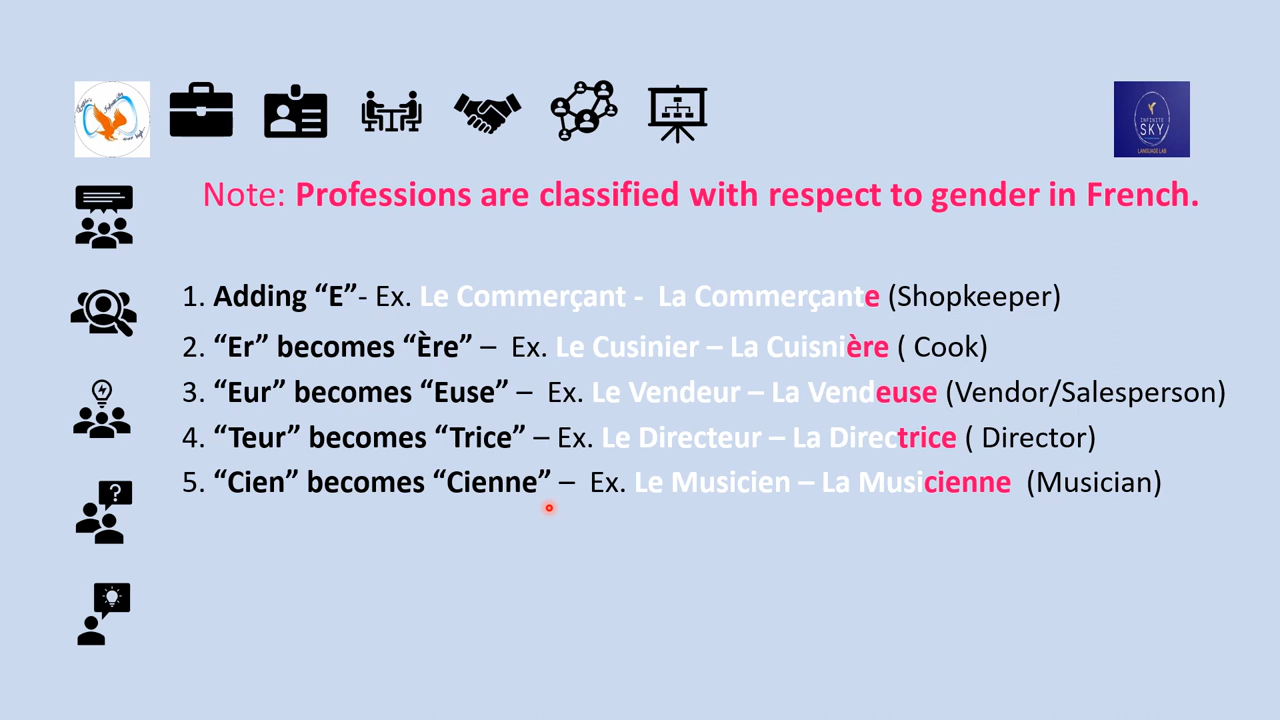 INFINITE
SKY
LANGUAGE LAB
Note: Professions are classified with respect to gender in French.
1. Adding “E”- Ex. Le Commerçant - La Commerçante (Shopkeeper)
2. “Er” becomes “Ère” – Ex. Le Cusinier – La Cuisnière ( Cook)
3. “Eur” becomes “Euse” – Ex. Le Vendeur – La Vendeuse (Vendor/Salesperson)
4. “Teur” becomes “Trice” – Ex. Le Directeur – La Directrice ( Director)
5. “Cien” becomes “Cienne” – Ex. Le Musicien – La Musicienne (Musician)
?